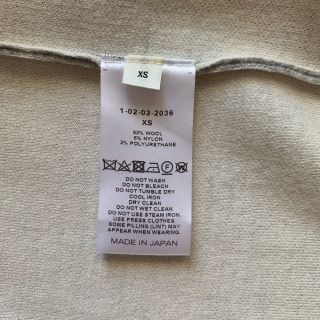 XS
1-02-02-2036
XS
92% WOOL
6% NYLON
2% POLYURETHANE
DO NOT WASH
DO NOT BLEACH
DO NOT TUMBLE DRY
COOL IRON
DRY CLEAN
DO NOT WET CLEAN
DO NOT USE STEAM IRON.
USE PRESS CLOTHES.
SOME PILLING (LINT) MAY
APPEAR WHEN WEARING.
MADE IN JAPAN